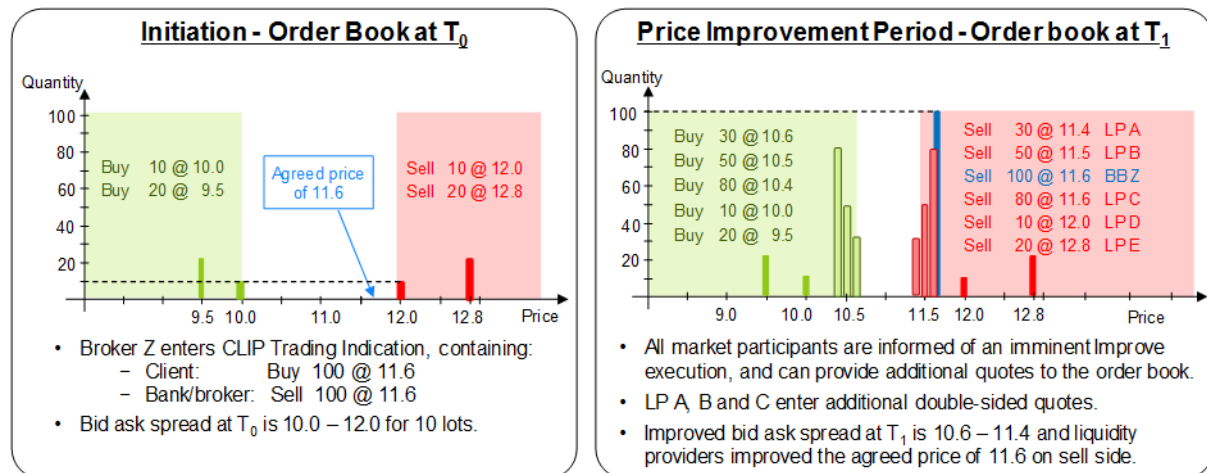 Initiation - Order Book at T0
Quantity
100
80
60
40
20
Buy 10 @ 10.0
Buy 20 @ 9.5
Agreed price
of 11.6
Sell 10 @ 12.0
Sell 20 @ 12.8
9.5 10.0 11.0 12.0 12.8 Price
• Broker Z enters CLIP Trading Indication, containing:
– Client: Buy 100 @ 11.6
– Bank/broker: Sell 100 @ 11.6
• Bid ask spread at T0 is 10.0 – 12.0 for 10 lots.
Price Improvement Period - Order book at T1
Quantity
100
80
60
40
20
Buy 30 @ 10.6
Buy 50 @ 10.5
Buy 80 @ 10.4
Buy 10 @ 10.0
Buy 20 @ 9.5
Sell 30 @ 11.4 LPA
Sell 50 @ 11.5 LPB
Sell 100 @ 11.6 BBZ
Sell 80 @ 11.6 LPC
Sell 10 @ 12.0 LPD
Sell 20 @ 12.8 LPE
9.0 10.0 10.5 11.5 12.0 12.8 Price
• All market participants are informed of an imminent Improve
execution, and can provide additional quotes to the order book.
• LP A, B and C enter additional double-sided quotes.
• Improved bid ask spread at T1 is 10.6 – 11.4 and liquidity
providers improved the agreed price of 11.6 on sell side.